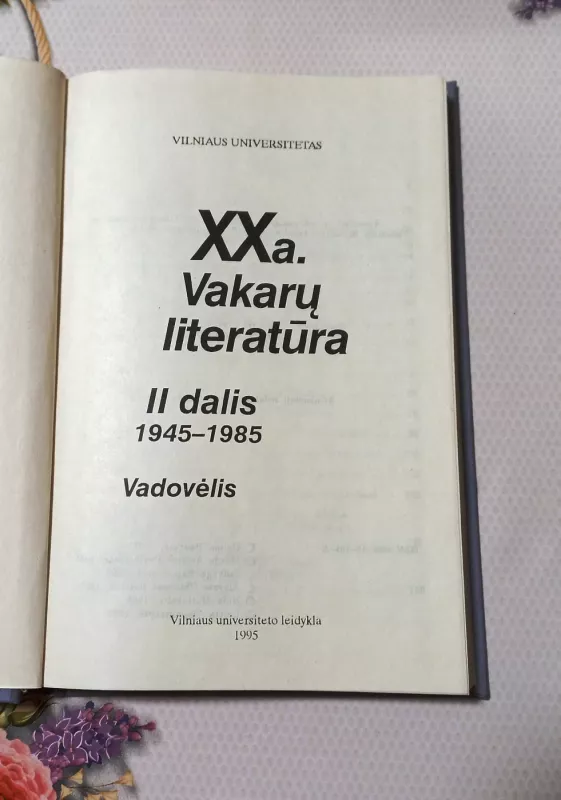 VILNIAUS UNIVERSITETAS
XXa.
Vakarų
literatūra
II dalis
1945–1985
Vadovėlis
Vilniaus universiteto leidykla
1995